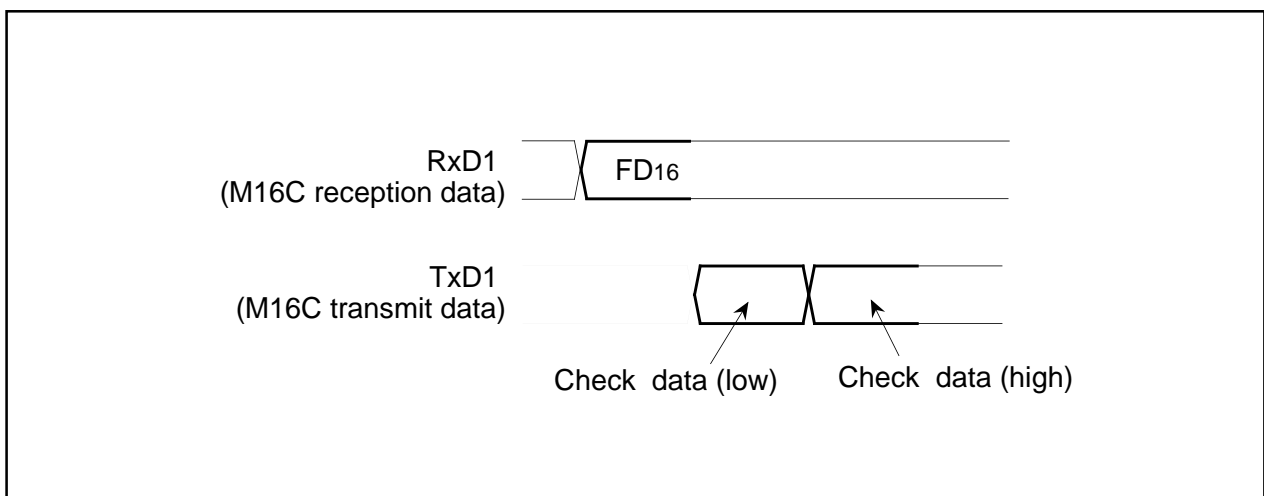 RxD1
(M16C reception data)
FD16
TxD1
(M16C transmit data)
Check data (low)
Check data (high)